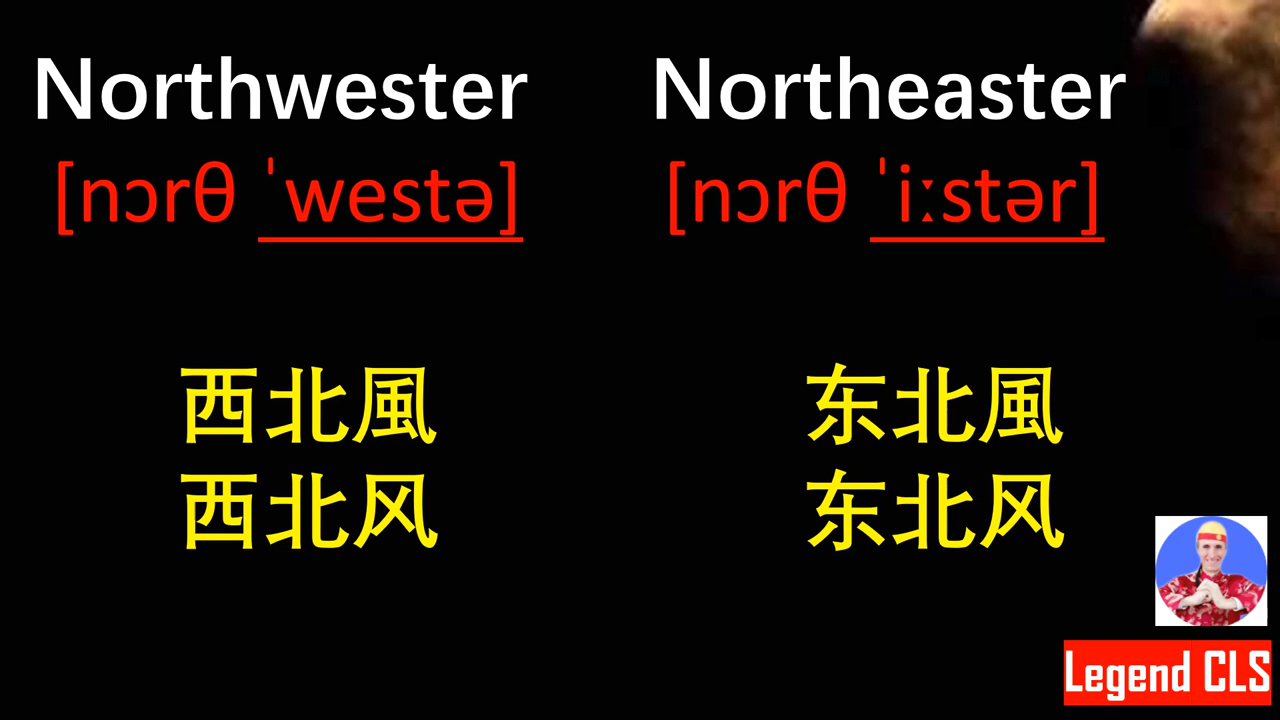 Northwester
[nɔrθ ˈwestə]
西北風
西北风
Northeaster
[nɔrθ ˈiːstər]
东北風
东北风
Legend CLS